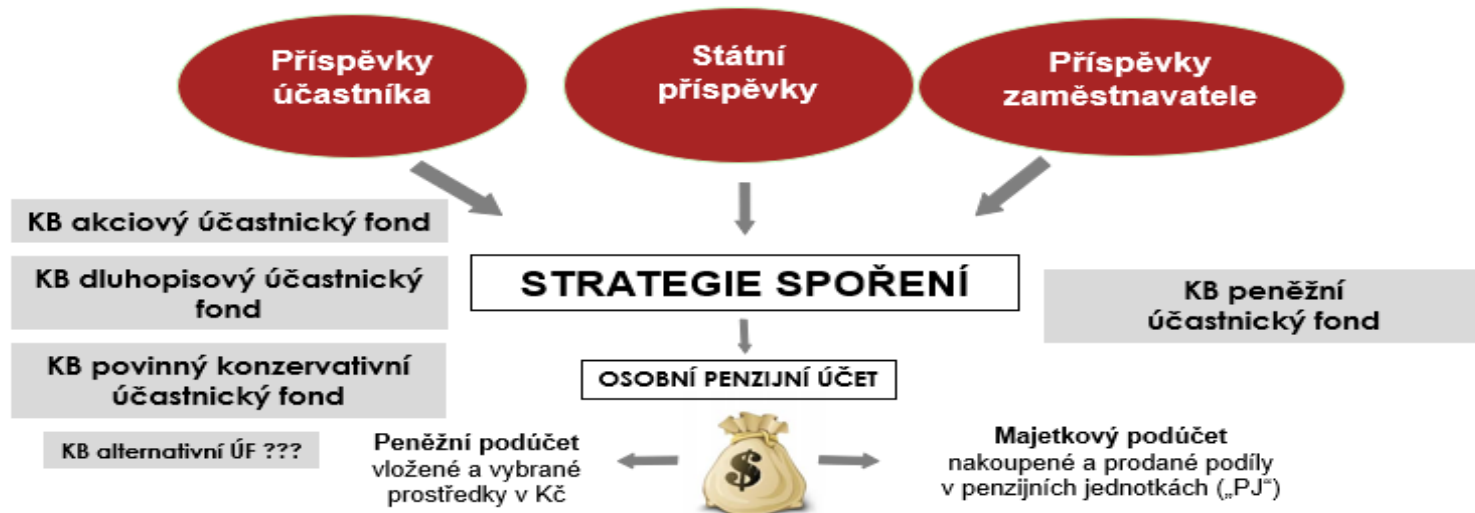 Příspěvky
účastníka
Státní
příspěvky
Příspěvky
zaměstnavatele
KB akciový účastnický fond
KB dluhopisový účastnický
fond
KB povinný konzervativní
účastnický fond
KB alternativní ÚF ???
STRATEGIE SPOŘENÍ
KB peněžní
účastnický fond
OSOBNÍ PENZIJNÍ ÚČET
Peněžní podúčet
vložené a vybrané
prostředky v Kč
$
Majetkový podúčet
nakoupené a prodané podíly
v penzijních jednotkách („PJ“)